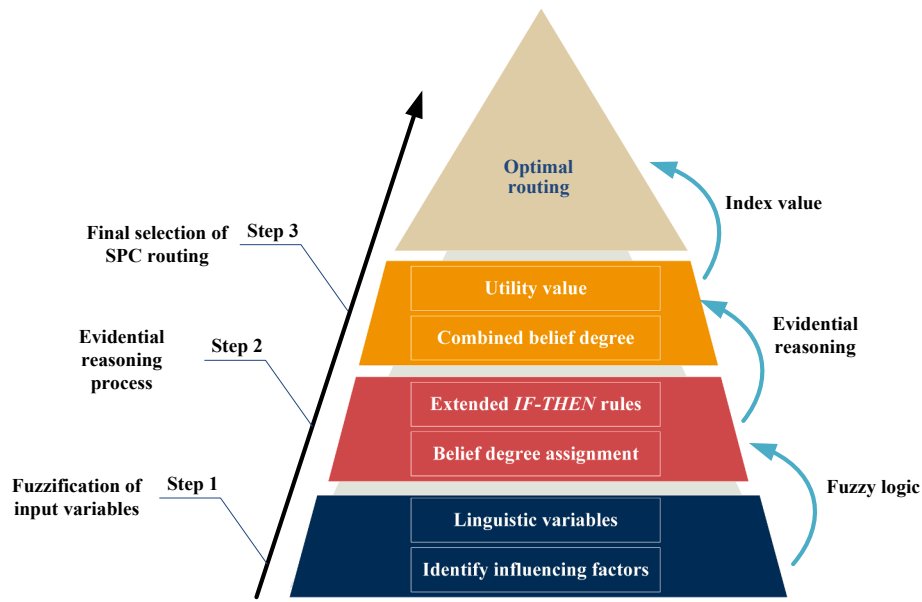 Optimal
routing
Index value
Final selection of
SPC routing
Step 3
Utility value
Combined belief degree
Evidential
reasoning
Evidential
reasoning
process
Step 2
Extended IF-THEN rules
Belief degree assignment
Fuzzy logic
Fuzzification of
input variables
Step 1
Linguistic variables
Identify influencing factors